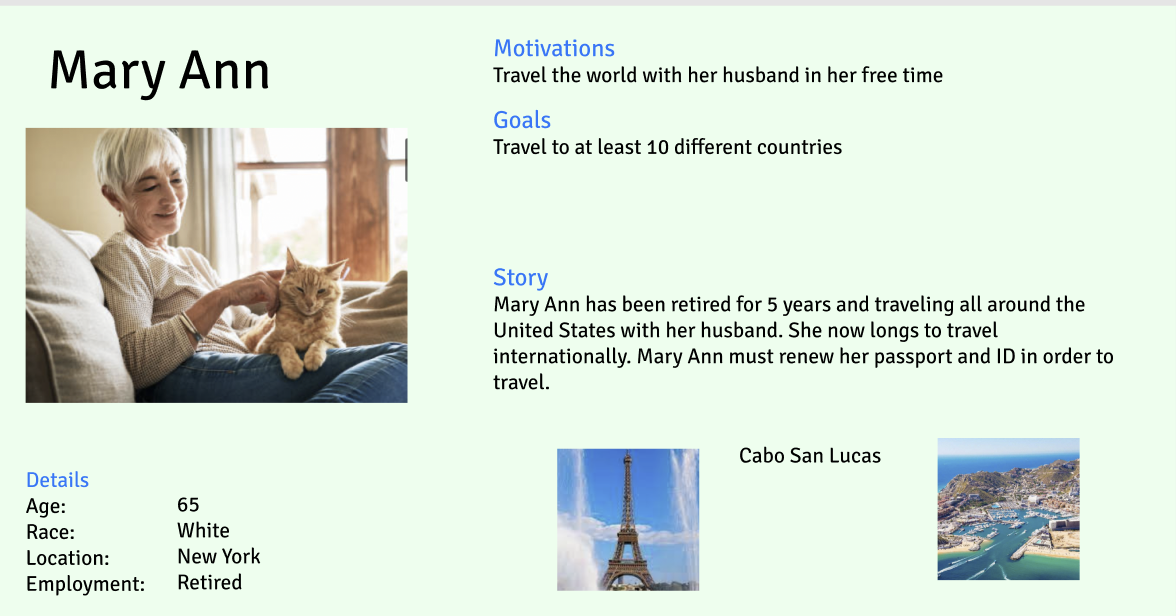 Mary Ann
Motivations
Travel the world with her husband in her free time
Goals
Travel to at least 10 different countries
Story
Mary Ann has been retired for 5 years and traveling all around the
United States with her husband. She now longs to travel
internationally. Mary Ann must renew her passport and ID in order to
travel.
Details
Age: 65
Race: White
Location: New York
Employment: Retired
Cabo San Lucas